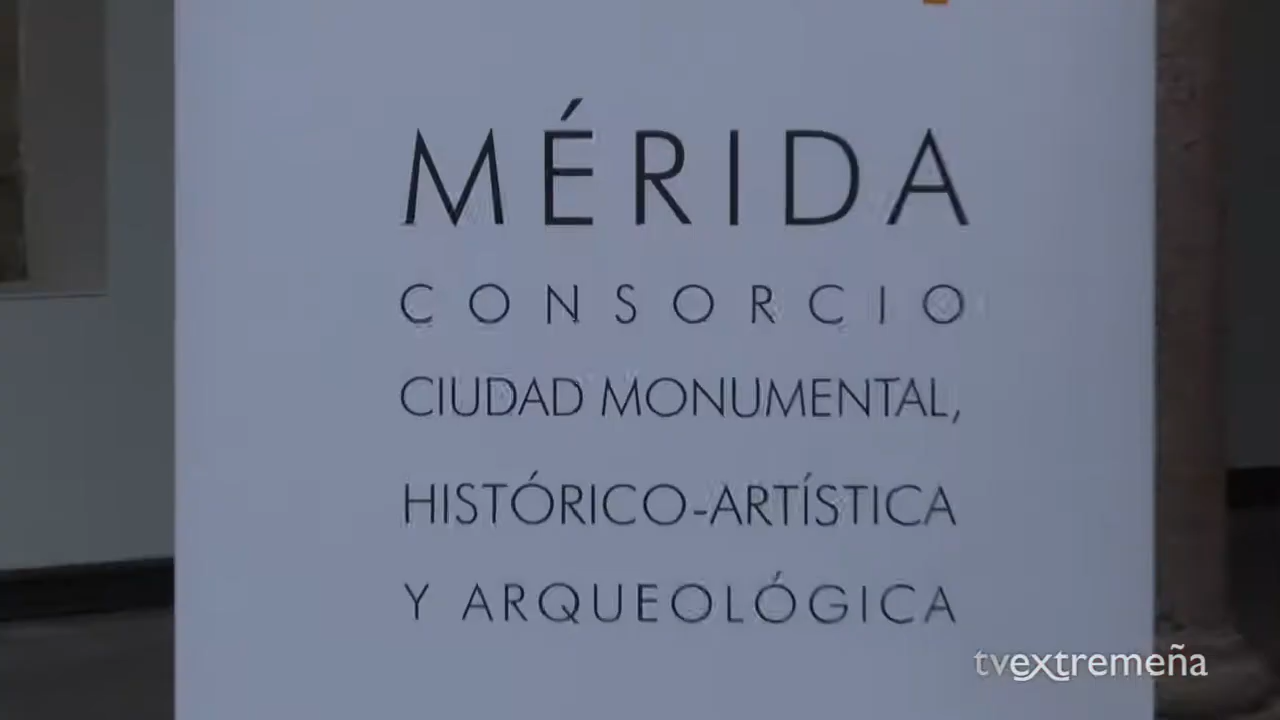 MÉRIDA
CONSORCIO
CIUDAD MONUMENTAL,
HISTÓRICO-ARTÍSTICA
Y ARQUEOLÓGICA
tvextremeña